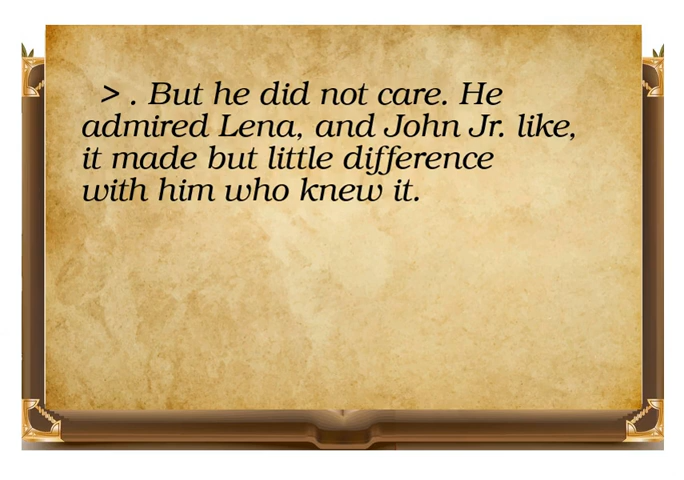 > . But he did not care. He
admired Lena, and John Jr. like,
it made but little difference
with him who knew it.